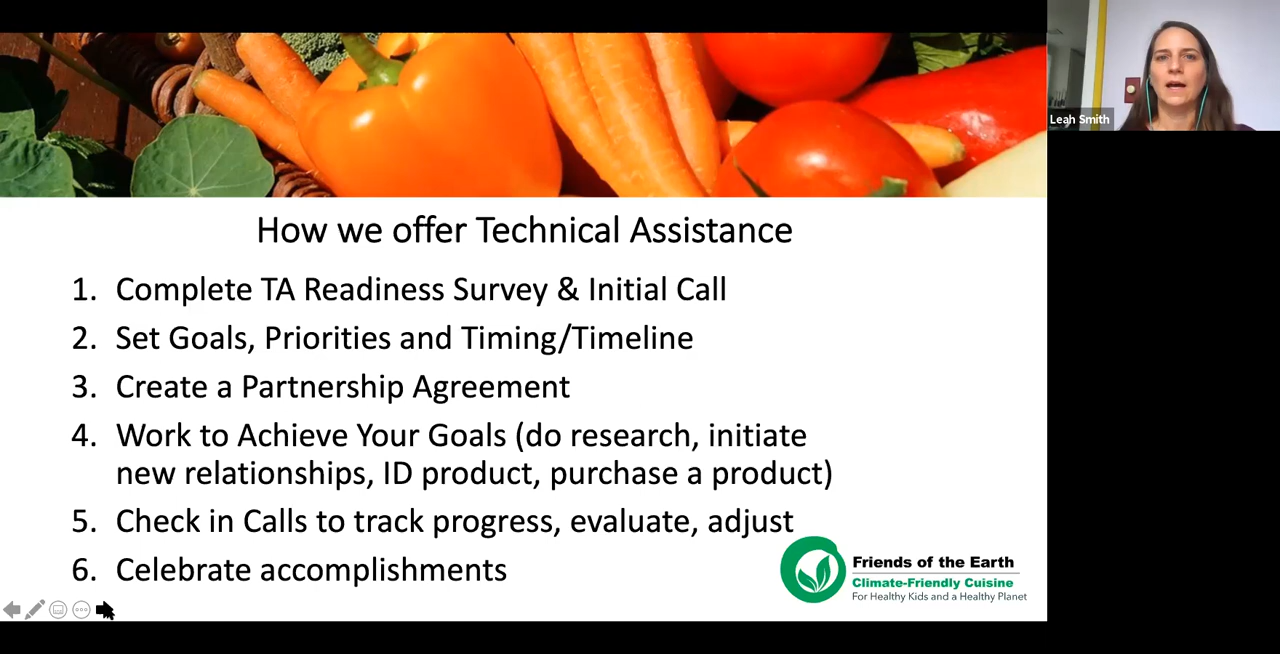 Leah Smith
How we offer Technical Assistance
1. Complete TA Readiness Survey & Initial Call
2. Set Goals, Priorities and Timing/Timeline
3. Create a Partnership Agreement
4. Work to Achieve Your Goals (do research, initiate
new relationships, ID product, purchase a product)
5. Check in Calls to track progress, evaluate, adjust
6. Celebrate accomplishments
Friends of the Earth
Climate-Friendly Cuisine
For Healthy Kids and a Healthy Planet